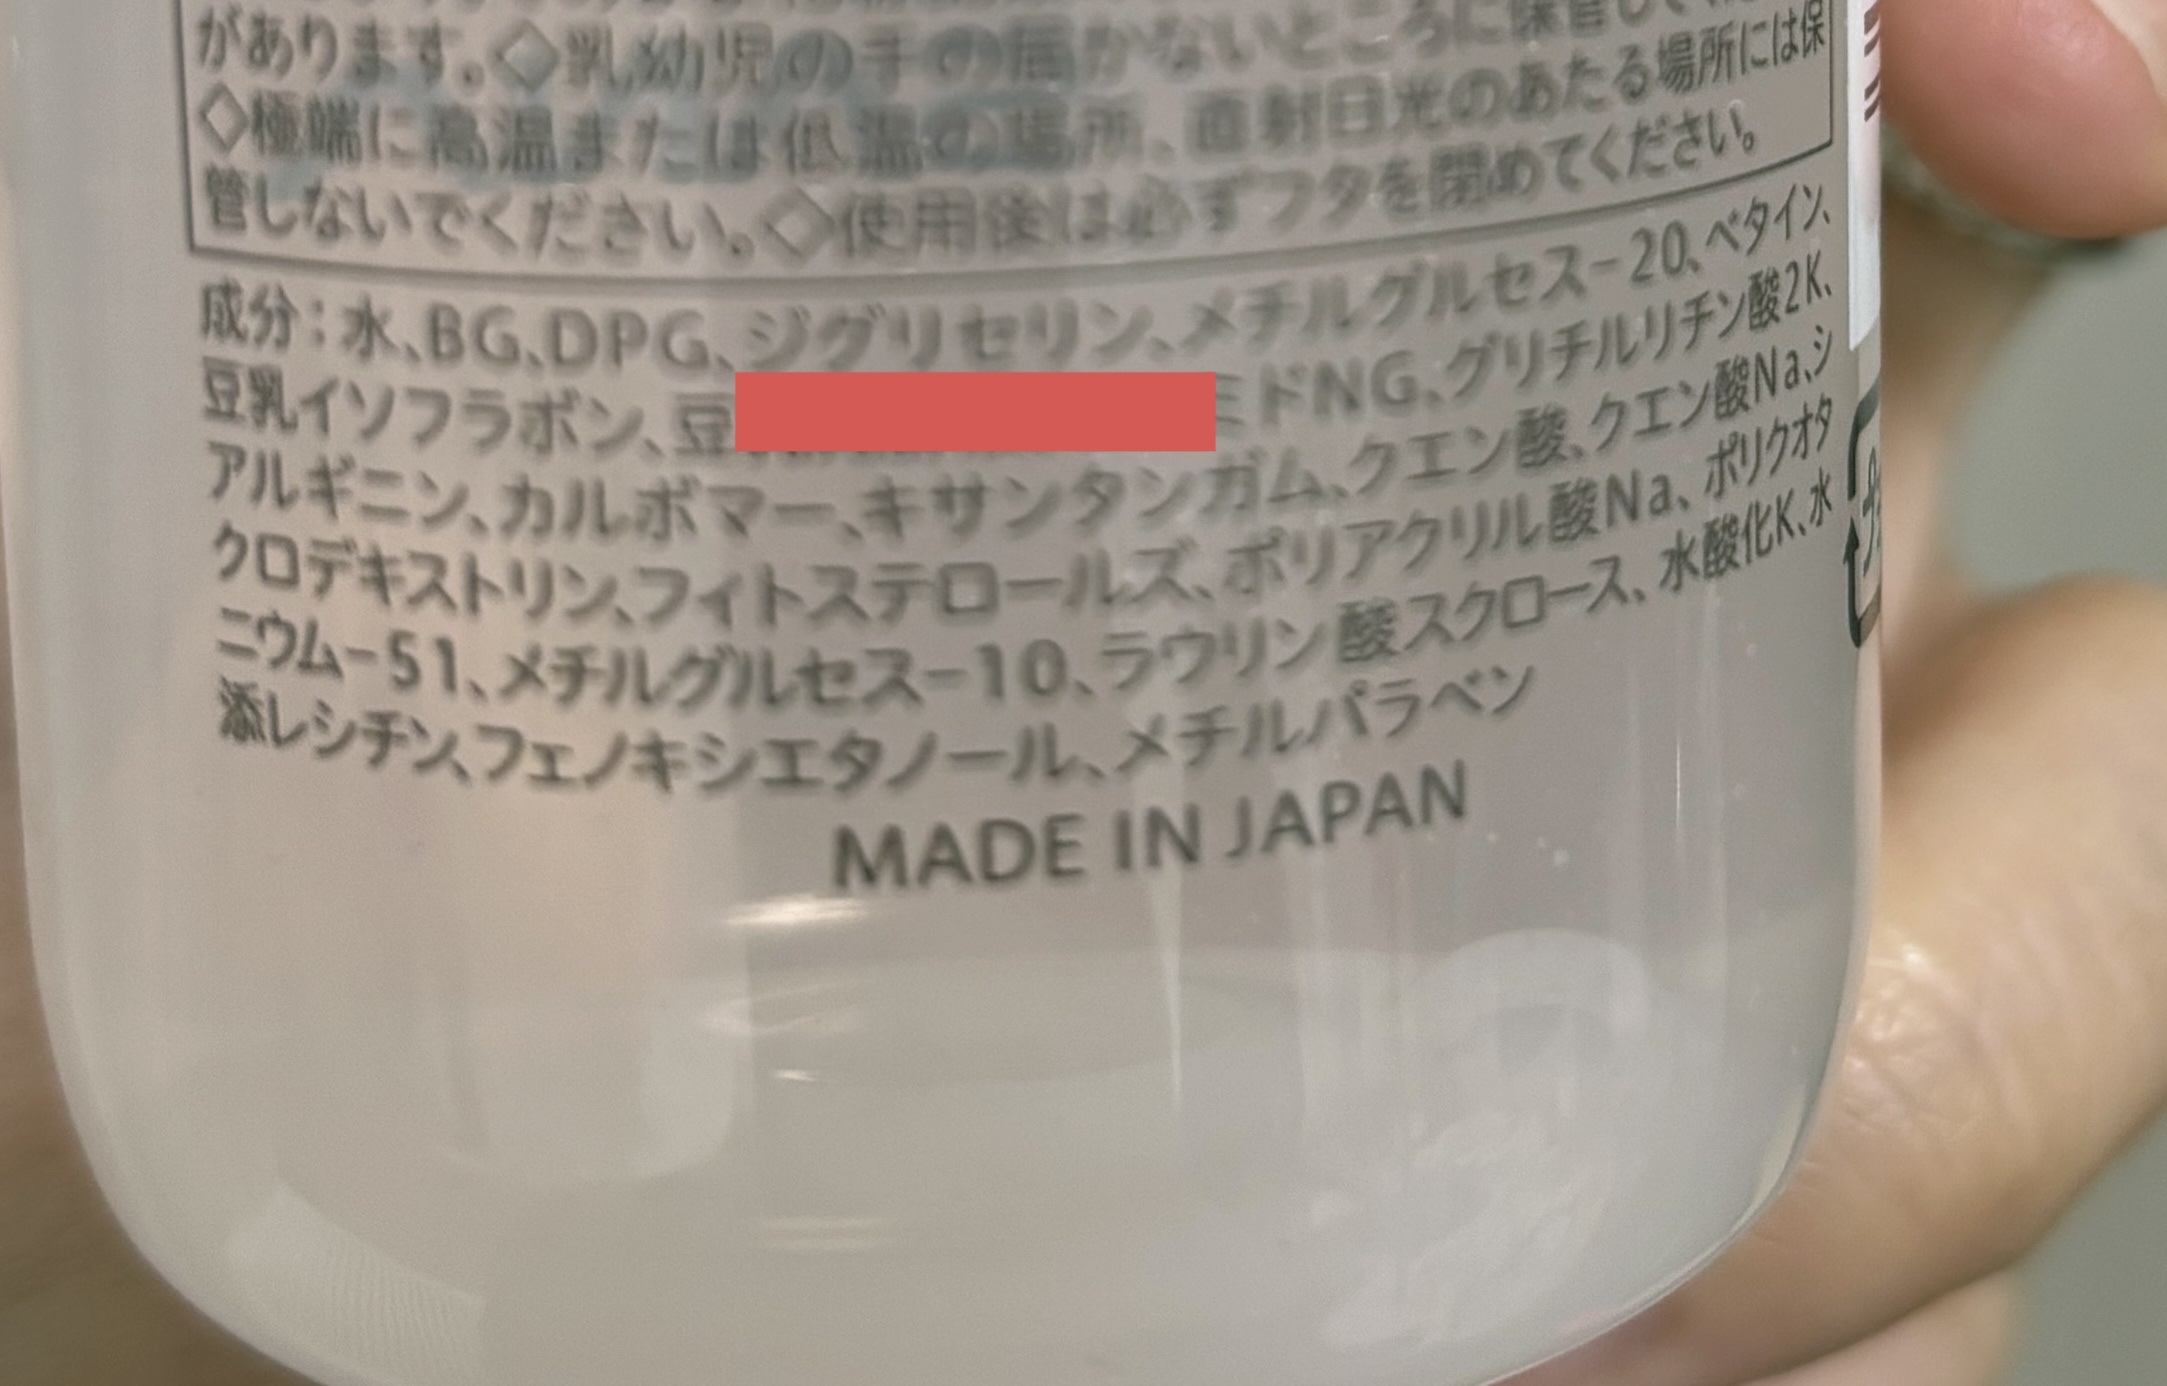 があります。◇乳幼児の手の届かないところに保管してください。
◇極端に高温または低温の場所、直射日光のあたる場所には保
管しないでください。◇使用後は必ずフタを閉めてください。
成分：水、BG、DPG、ジグリセリン、メチルグルセス-20、ベタイン、
豆乳イソフラボン、豆 ミドNG、グリチルリチン酸2K、
アルギニン、カルボマー、キサンタンガム、クエン酸、クエン酸Na、シ
クロデキストリン、フィトステロールズ、ポリアクリル酸Na、ポリクオタ
ニウム-51、メチルグルセス-10、ラウリン酸スクロース、水酸化K、水
添レシチン、フェノキシエタノール、メチルパラベン
MADE IN JAPAN